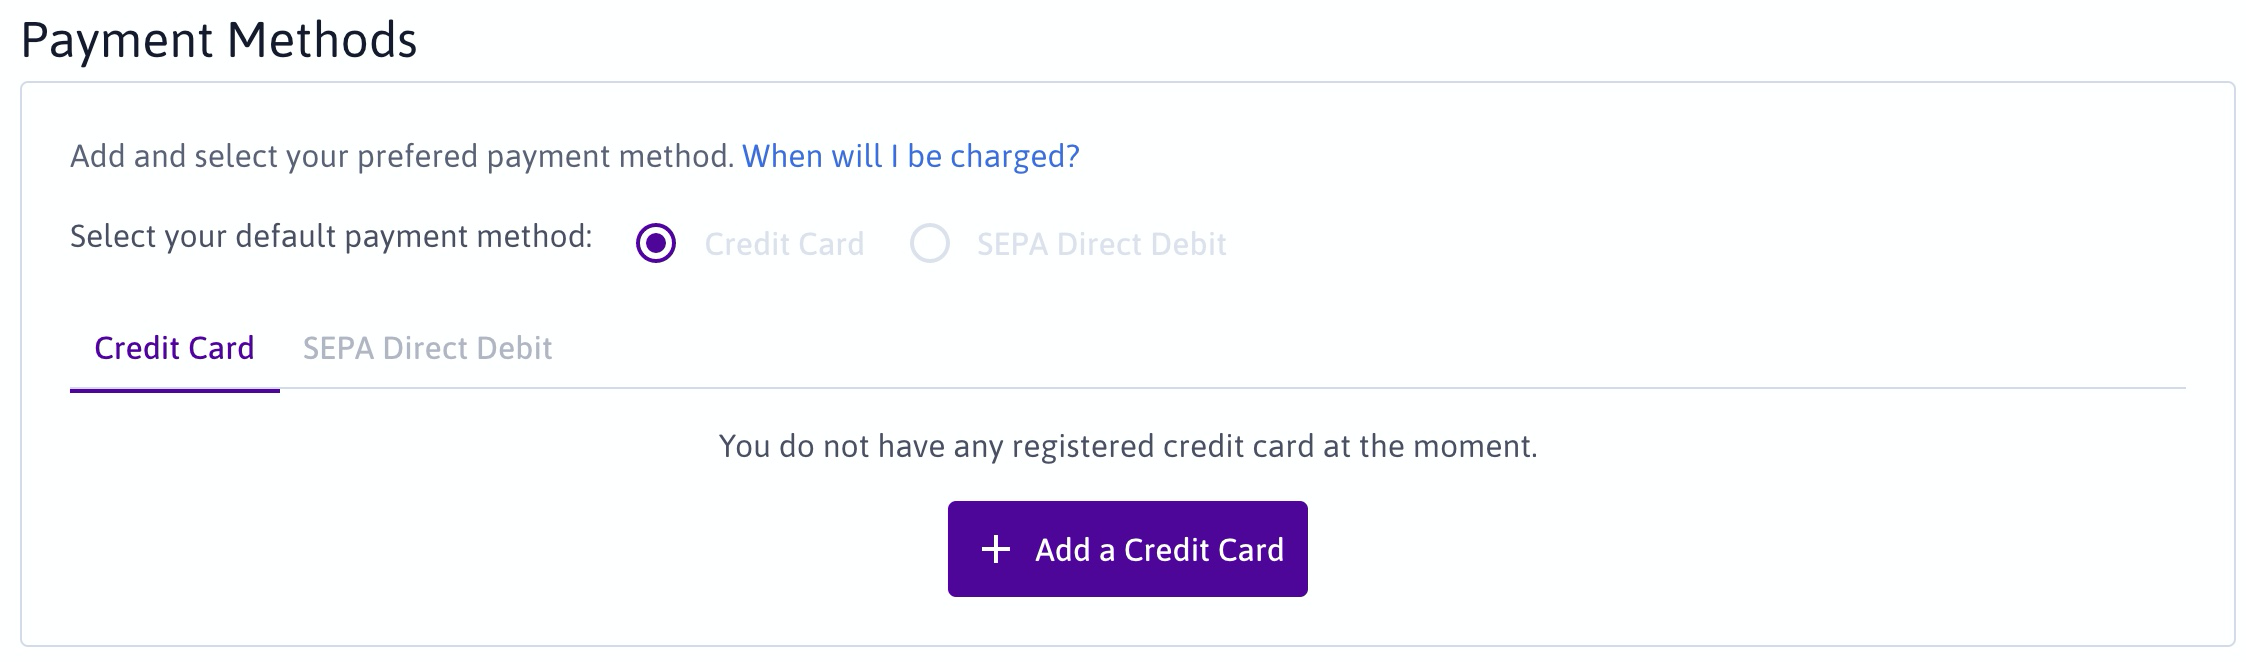 Payment Methods
Add and select your prefered payment method. When will I be charged?
Select your default payment method: Credit Card SEPA Direct Debit
Credit Card SEPA Direct Debit
You do not have any registered credit card at the moment.
+ Add a Credit Card